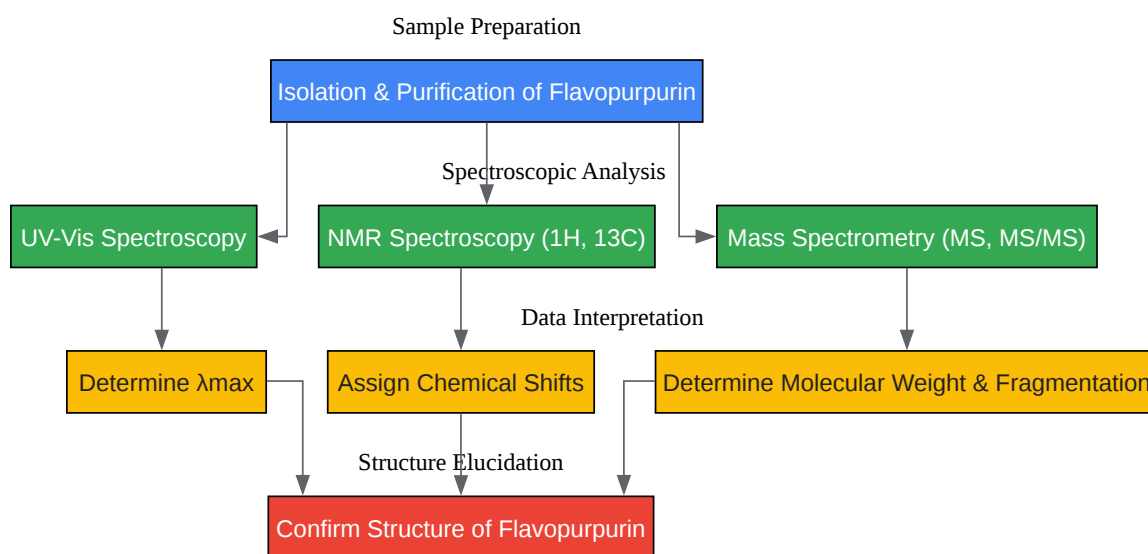 Sample Preparation
Isolation & Purification of Flavopurpurin
Spectroscopic Analysis
UV-Vis Spectroscopy
NMR Spectroscopy (1H, 13C)
Mass Spectrometry (MS, MS/MS)
Data Interpretation
Determine λmax
Assign Chemical Shifts
Determine Molecular Weight & Fragmentation
Structure Elucidation
Confirm Structure of Flavopurpurin